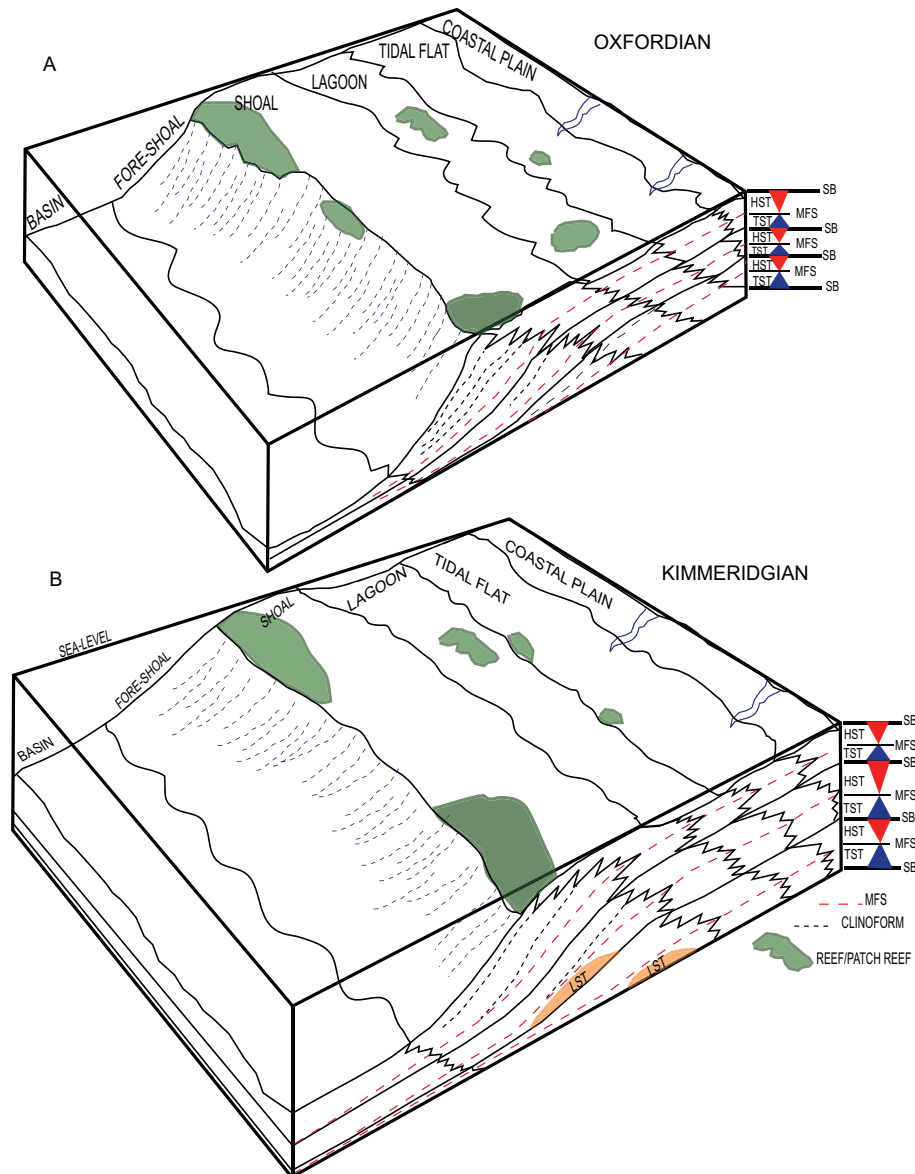 A
OXFORDIAN
COASTAL PLAIN
TIDAL FLAT
LAGOON
SHOAL
FORE-SHOAL
BASIN
SB
HST
MFS
TST
SB
HST
MFS
TST
SB
HST
MFS
TST
SB
B
KIMMERIDGIAN
COASTAL PLAIN
TIDAL FLAT
LAGOON
SHOAL
SEA-LEVEL
FORE-SHOAL
BASIN
SB
HST
MFS
TST
SB
HST
MFS
TST
SB
HST
MFS
TST
SB
LST
LST
MFS
CLINOFORM
REEF/PATCH REEF